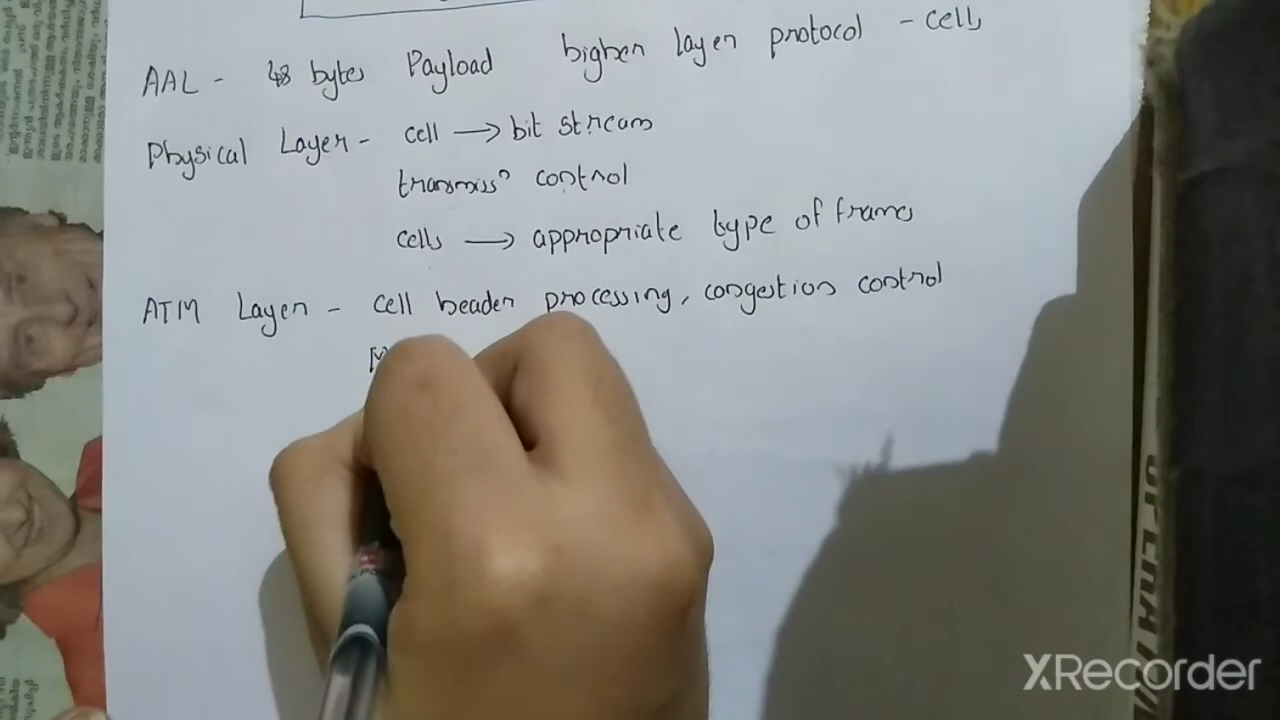 AAL - 48 bytes Payload higher layer protocol - cells
Physical Layer - cell → bit stream
transmissⁿ control
cells → appropriate type of frames
ATM Layer - cell header processing, congestion control
XRecorder